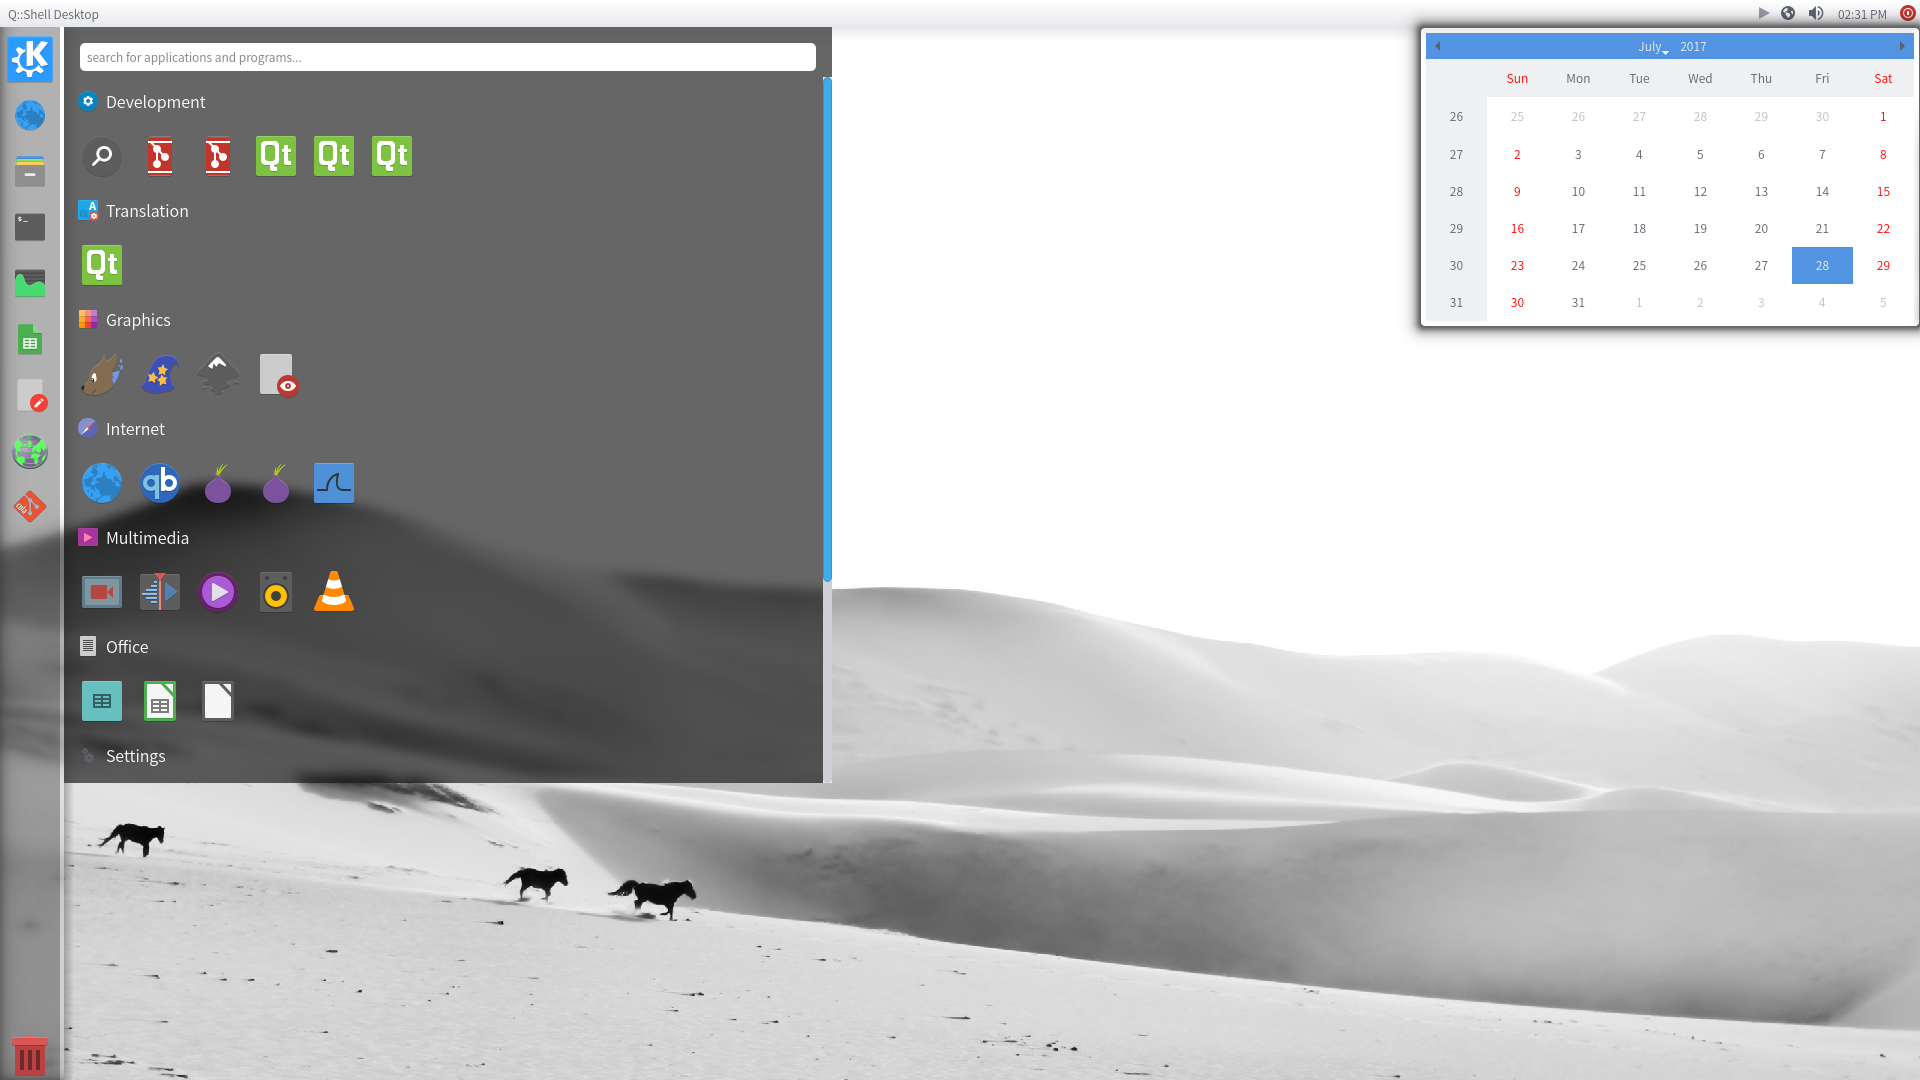 Q::Shell Desktop
02:31 PM
search for applications and programs...
Development
Qt Qt Qt
Translation
Qt
Graphics
Internet
qb
Multimedia
Office
Settings
July 2017
Sun Mon Tue Wed Thu Fri Sat
26 25 26 27 28 29 30 1
27 2 3 4 5 6 7 8
28 9 10 11 12 13 14 15
29 16 17 18 19 20 21 22
30 23 24 25 26 27 28 29
31 30 31 1 2 3 4 5